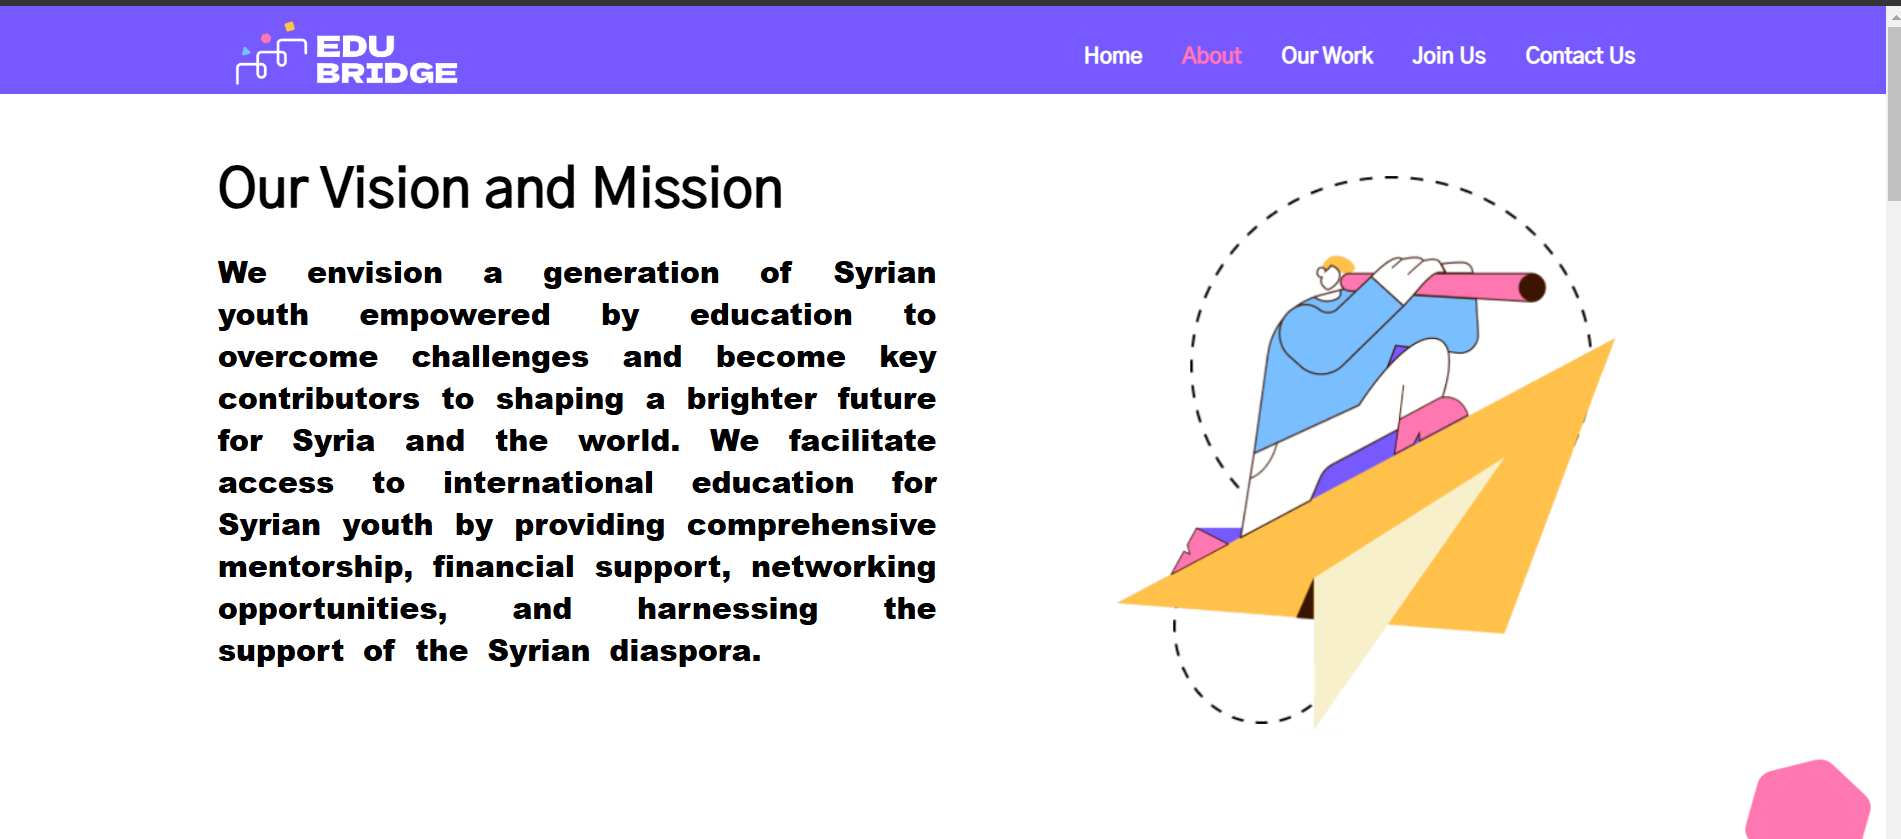 EDU
BRIDGE
Home About Our Work Join Us Contact Us
Our Vision and Mission
We envision a generation of Syrian
youth empowered by education to
overcome challenges and become key
contributors to shaping a brighter future
for Syria and the world. We facilitate
access to international education for
Syrian youth by providing comprehensive
mentorship, financial support, networking
opportunities, and harnessing the
support of the Syrian diaspora.